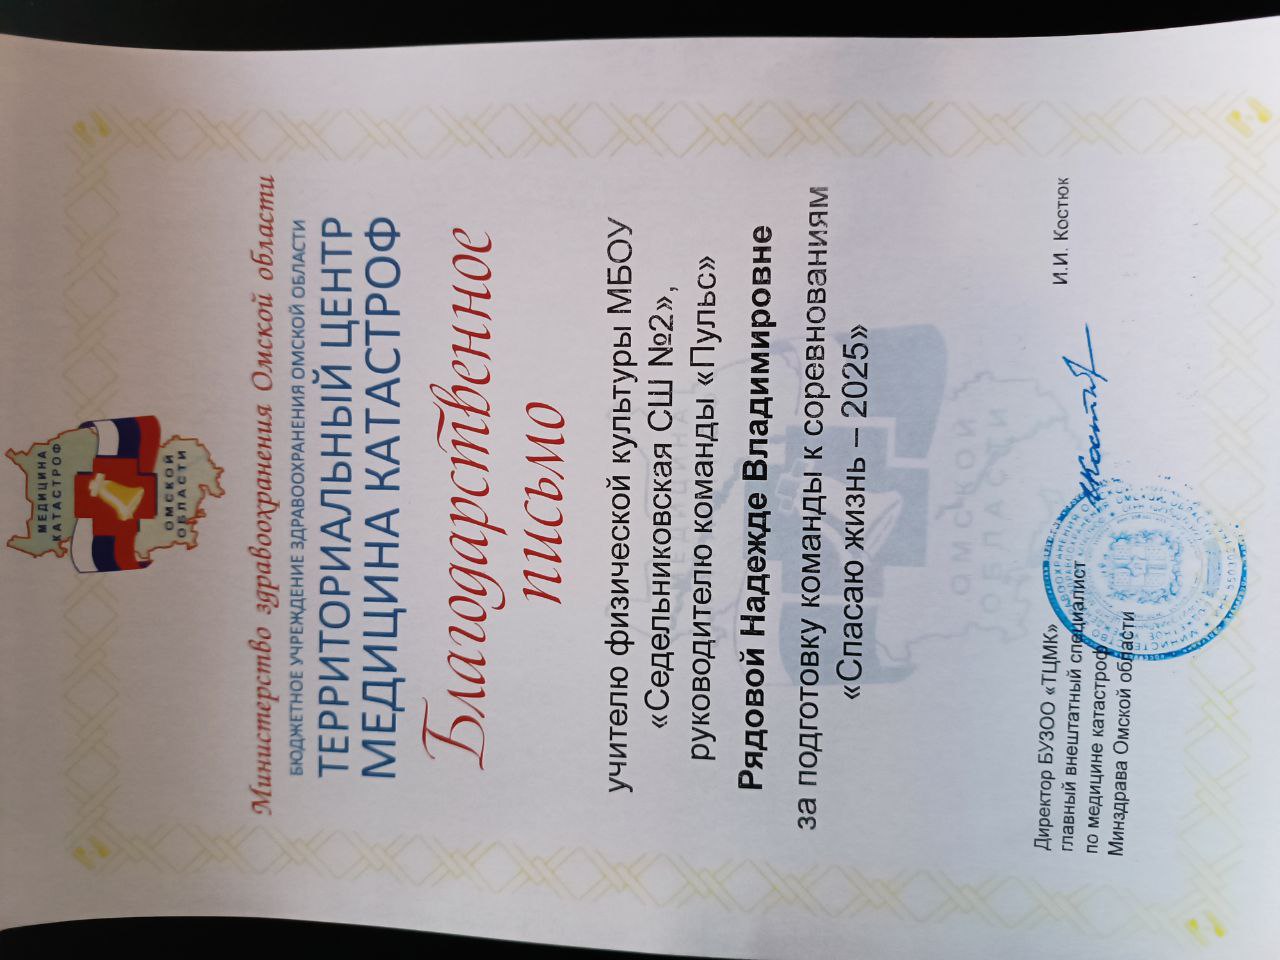 МЕДИЦИНА
КАТАСТРОФ
ОМСКОЙ
ОБЛАСТИ
Министерство здравоохранения Омской области
БЮДЖЕТНОЕ УЧРЕЖДЕНИЕ ЗДРАВООХРАНЕНИЯ ОМСКОЙ ОБЛАСТИ
ТЕРРИТОРИАЛЬНЫЙ ЦЕНТР
МЕДИЦИНА КАТАСТРОФ
Благодарственное
письмо
учителю физической культуры МБОУ
«Седельниковская СШ №2»,
руководителю команды «Пульс»
Рядовой Надежде Владимировне
за подготовку команды к соревнованиям
«Спасаю жизнь – 2025»
Директор БУЗОО «ТЦМК»
главный внештатный специалист
по медицине катастроф
Минздрава Омской области
И.И. Костюк